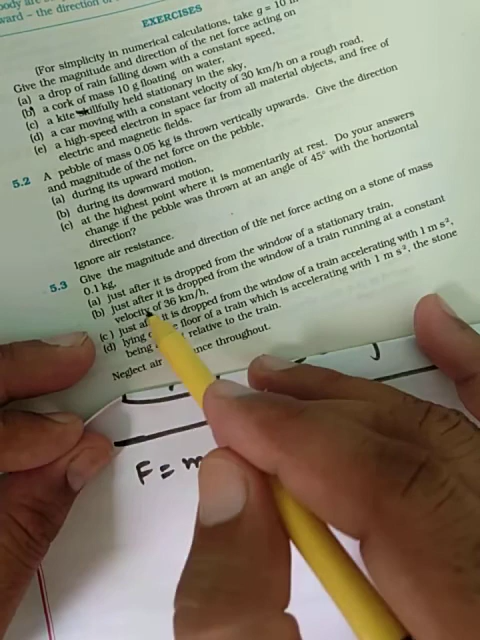 ody are
ward – the direction of
EXERCISES
(For simplicity in numerical calculations, take g = 10 m
Give the magnitude and direction of the net force acting on
(a) a drop of rain falling down with a constant speed,
(b) a cork of mass 10 g floating on water,
(c) a kite skillfully held stationary in the sky,
(d) a car moving with a constant velocity of 30 km/h on a rough road,
(e) a high-speed electron in space far from all material objects, and free of
electric and magnetic fields.
5.2 A pebble of mass 0.05 kg is thrown vertically upwards. Give the direction
and magnitude of the net force on the pebble,
(a) during its upward motion,
(b) during its downward motion,
(c) at the highest point where it is momentarily at rest. Do your answers
change if the pebble was thrown at an angle of 45° with the horizontal
direction?
Ignore air resistance.
5.3 Give the magnitude and direction of the net force acting on a stone of mass
0.1 kg,
(a) just after it is dropped from the window of a stationary train,
(b) just after it is dropped from the window of a train running at a constant
velocity of 36 km/h,
(c) just it is dropped from the window of a train accelerating with 1 m s⁻²,
(d) lying floor of a train which is accelerating with 1 m s⁻², the stone
being relative to the train.
Neglect air throughout.
F = m